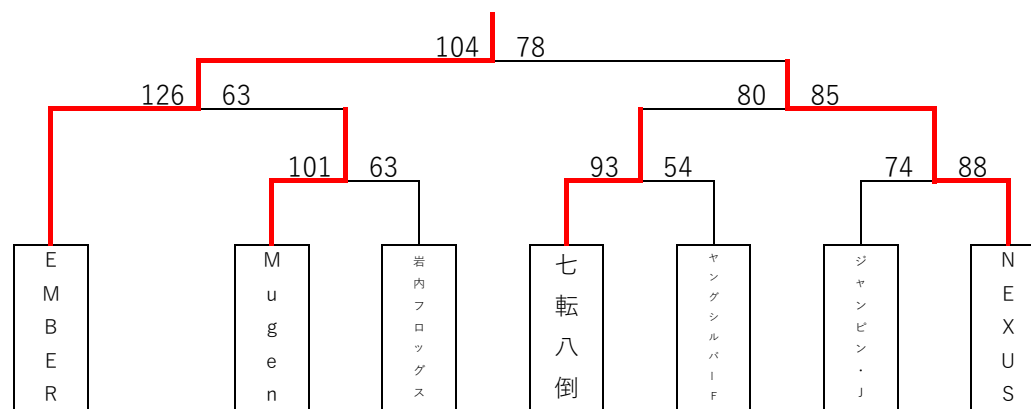 104 78
126 63
80 85
101 63
93 54
74 88
EMBER
Mugen
岩内フロッグス
七転八倒
ヤングシルバーF
ジャンピン・J
NEXUS